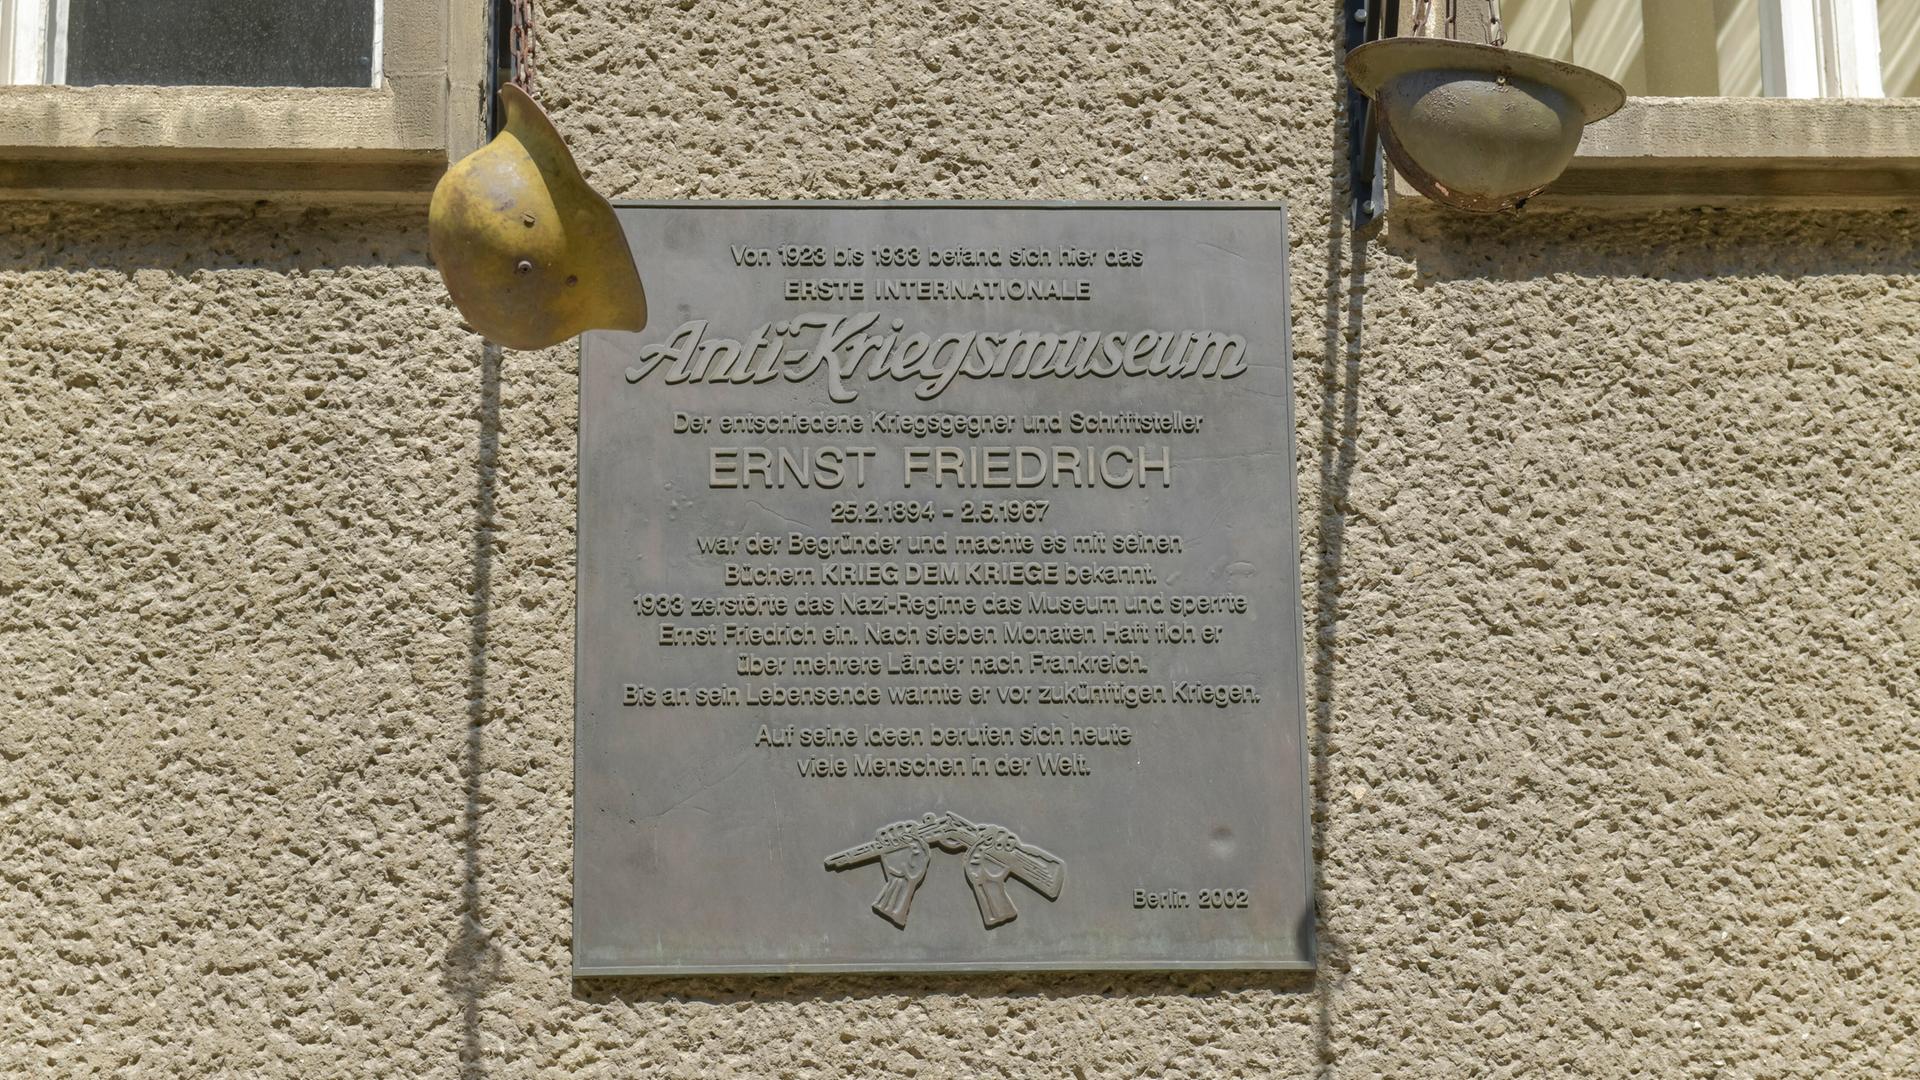 Von 1923 bis 1933 befand sich hier das
ERSTE INTERNATIONALE
Anti-Kriegsmuseum
Der entschiedene Kriegsgegner und Schriftsteller
ERNST FRIEDRICH
25.2.1894 - 2.5.1967
war der Begründer und machte es mit seinen
Büchern KRIEG DEM KRIEGE bekannt.
1933 zerstörte das Nazi-Regime das Museum und sperrte
Ernst Friedrich ein. Nach sieben Monaten Haft floh er
über mehrere Länder nach Frankreich.
Bis an sein Lebensende warnte er vor zukünftigen Kriegen.
Auf seine Ideen berufen sich heute
viele Menschen in der Welt.
Berlin 2002